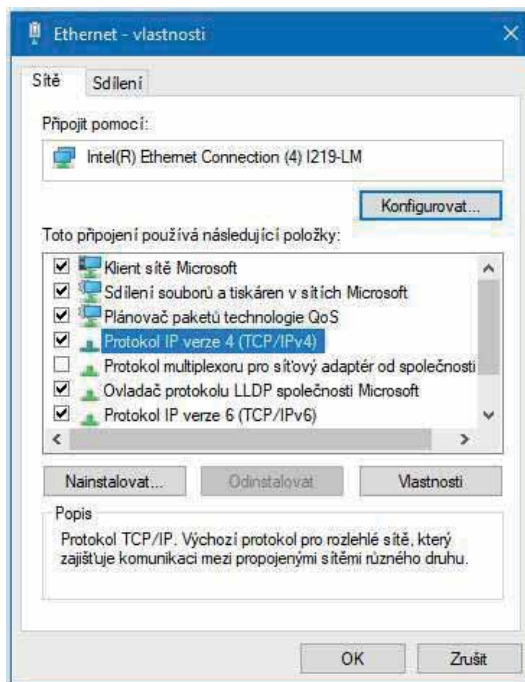 Ethernet - vlastnosti
Sítě
Sdílení
Připojit pomocí:
Intel(R) Ethernet Connection (4) I219-LM
Konfigurovat...
Toto připojení používá následující položky:
Klient sítě Microsoft
Sdílení souborů a tiskáren v sítích Microsoft
Plánovač paketů technologie QoS
Protokol IP verze 4 (TCP/IPv4)
Protokol multiplexoru pro síťový adaptér od společnosti
Ovladač protokolu LLDP společnosti Microsoft
Protokol IP verze 6 (TCP/IPv6)
Nainstalovat...
Odinstalovat
Vlastnosti
Popis
Protokol TCP/IP. Výchozí protokol pro rozlehlé sítě, který
zajišťuje komunikaci mezi propojenými sítěmi různého druhu.
OK
Zrušit